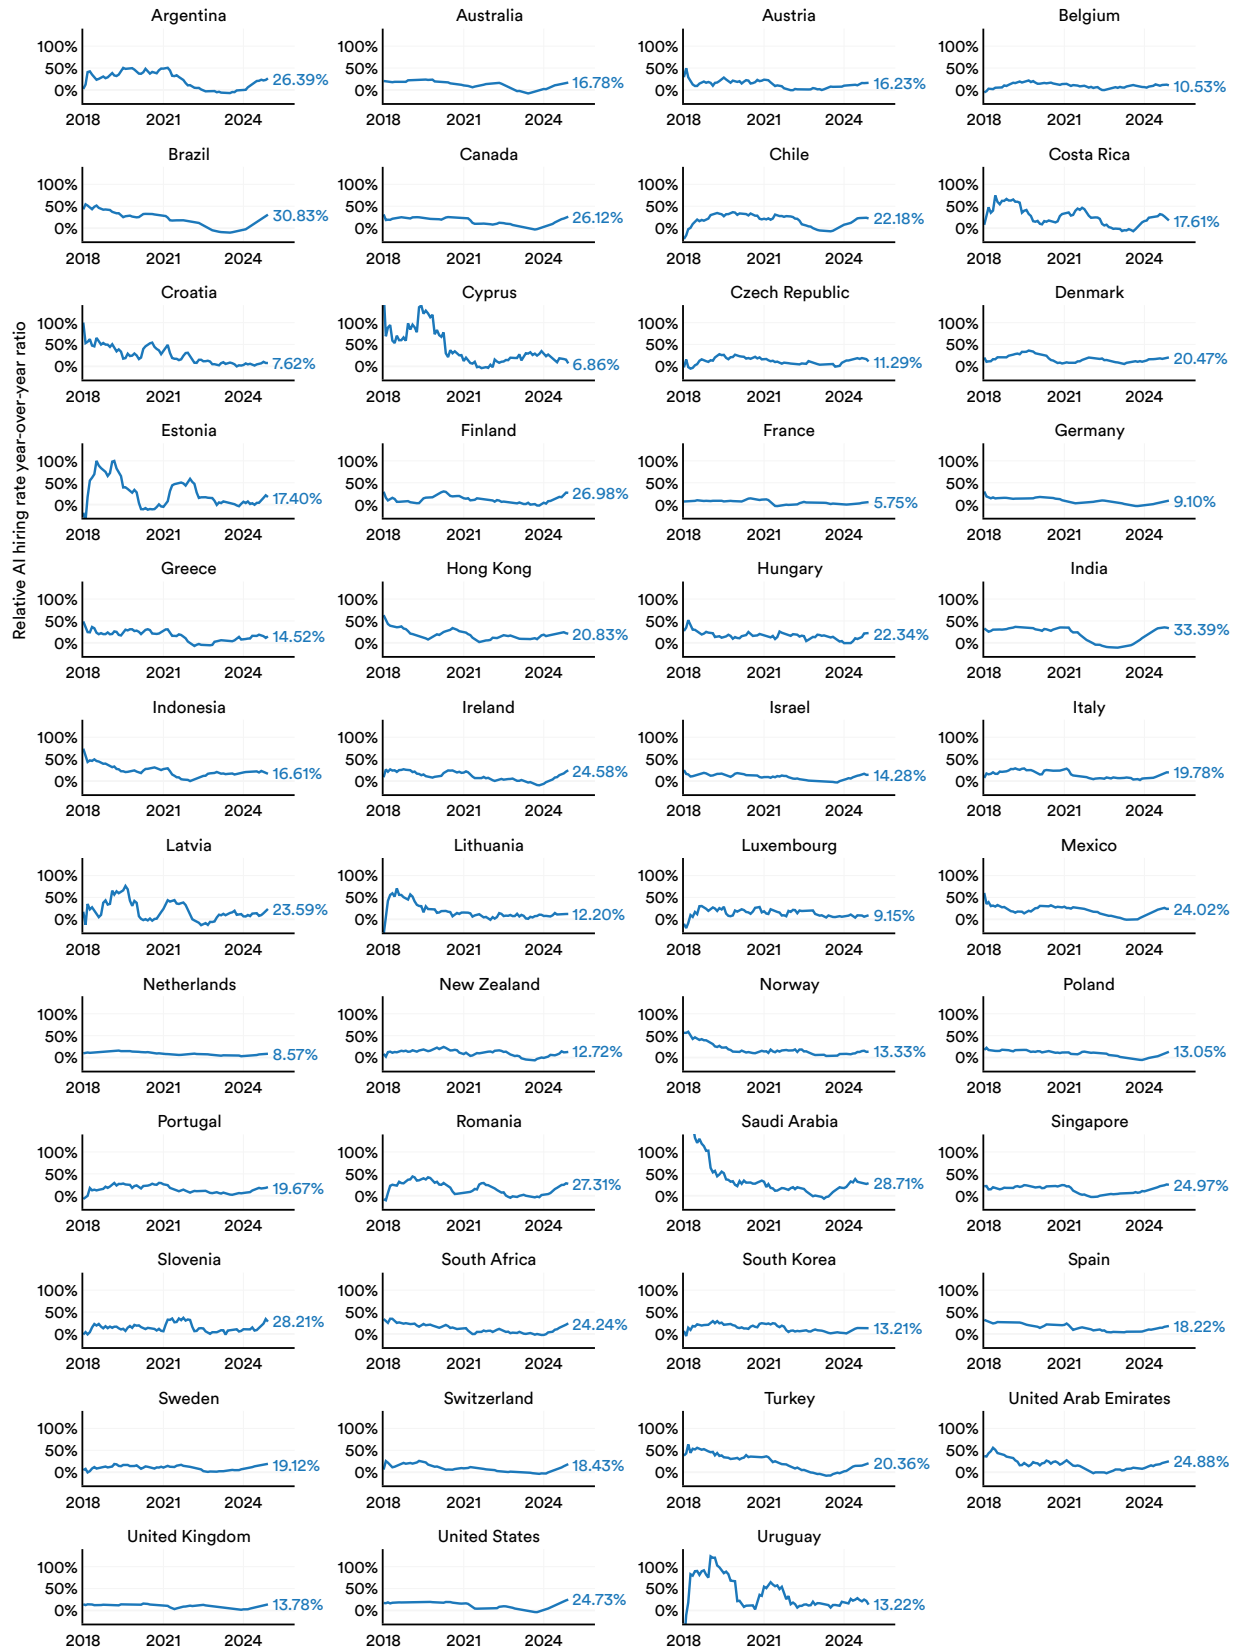 Relative AI hiring rate year-over-year ratio
Argentina
100%
50%
0%
2018 2021 2024
26.39%
Australia
100%
50%
0%
2018 2021 2024
16.78%
Austria
100%
50%
0%
2018 2021 2024
16.23%
Belgium
100%
50%
0%
2018 2021 2024
10.53%
Brazil
100%
50%
0%
2018 2021 2024
30.83%
Canada
100%
50%
0%
2018 2021 2024
26.12%
Chile
100%
50%
0%
2018 2021 2024
22.18%
Costa Rica
100%
50%
0%
2018 2021 2024
17.61%
Croatia
100%
50%
0%
2018 2021 2024
7.62%
Cyprus
100%
50%
0%
2018 2021 2024
6.86%
Czech Republic
100%
50%
0%
2018 2021 2024
11.29%
Denmark
100%
50%
0%
2018 2021 2024
20.47%
Estonia
100%
50%
0%
2018 2021 2024
17.40%
Finland
100%
50%
0%
2018 2021 2024
26.98%
France
100%
50%
0%
2018 2021 2024
5.75%
Germany
100%
50%
0%
2018 2021 2024
9.10%
Greece
100%
50%
0%
2018 2021 2024
14.52%
Hong Kong
100%
50%
0%
2018 2021 2024
20.83%
Hungary
100%
50%
0%
2018 2021 2024
22.34%
India
100%
50%
0%
2018 2021 2024
33.39%
Indonesia
100%
50%
0%
2018 2021 2024
16.61%
Ireland
100%
50%
0%
2018 2021 2024
24.58%
Israel
100%
50%
0%
2018 2021 2024
14.28%
Italy
100%
50%
0%
2018 2021 2024
19.78%
Latvia
100%
50%
0%
2018 2021 2024
23.59%
Lithuania
100%
50%
0%
2018 2021 2024
12.20%
Luxembourg
100%
50%
0%
2018 2021 2024
9.15%
Mexico
100%
50%
0%
2018 2021 2024
24.02%
Netherlands
100%
50%
0%
2018 2021 2024
8.57%
New Zealand
100%
50%
0%
2018 2021 2024
12.72%
Norway
100%
50%
0%
2018 2021 2024
13.33%
Poland
100%
50%
0%
2018 2021 2024
13.05%
Portugal
100%
50%
0%
2018 2021 2024
19.67%
Romania
100%
50%
0%
2018 2021 2024
27.31%
Saudi Arabia
100%
50%
0%
2018 2021 2024
28.71%
Singapore
100%
50%
0%
2018 2021 2024
24.97%
Slovenia
100%
50%
0%
2018 2021 2024
28.21%
South Africa
100%
50%
0%
2018 2021 2024
24.24%
South Korea
100%
50%
0%
2018 2021 2024
13.21%
Spain
100%
50%
0%
2018 2021 2024
18.22%
Sweden
100%
50%
0%
2018 2021 2024
19.12%
Switzerland
100%
50%
0%
2018 2021 2024
18.43%
Turkey
100%
50%
0%
2018 2021 2024
20.36%
United Arab Emirates
100%
50%
0%
2018 2021 2024
24.88%
United Kingdom
100%
50%
0%
2018 2021 2024
13.78%
United States
100%
50%
0%
2018 2021 2024
24.73%
Uruguay
100%
50%
0%
2018 2021 2024
13.22%